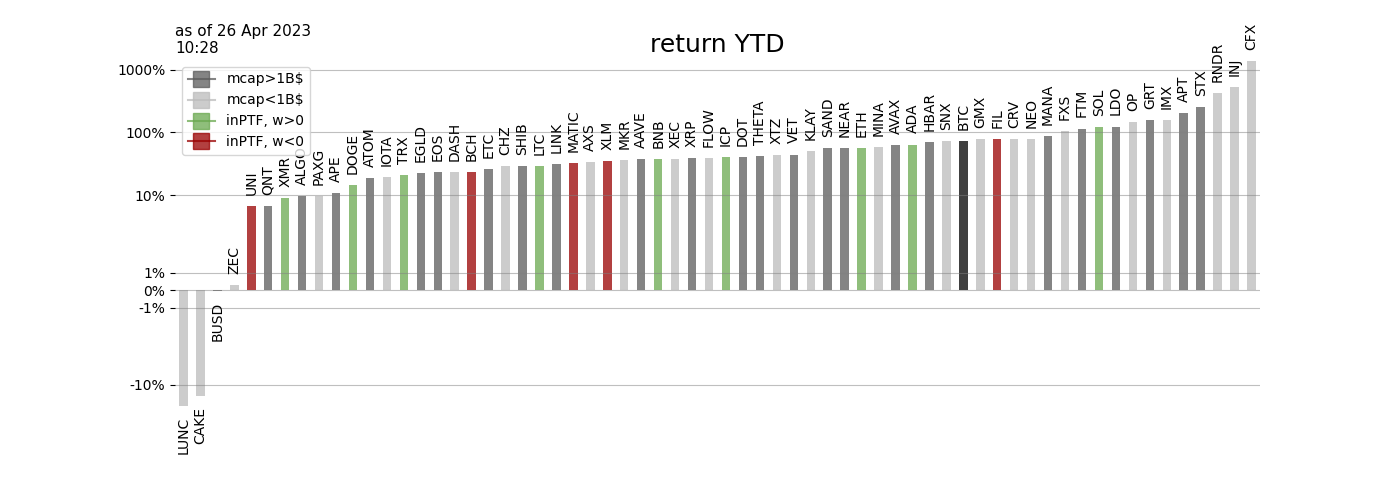 as of 26 Apr 2023
10:28
return YTD
1000%
100%
10%
1%
0%
-1%
-10%
mcap>1B$
mcap<1B$
inPTF, w>0
inPTF, w<0
LUNC
CAKE
BUSD
ZEC
UNI
QNT
XMR
ALGO
PAXG
APE
DOGE
ATOM
IOTA
TRX
EGLD
EOS
DASH
BCH
ETC
CHZ
SHIB
LTC
LINK
MATIC
AXS
XLM
MKR
AAVE
BNB
XEC
XRP
FLOW
ICP
DOT
THETA
XTZ
VET
KLAY
SAND
NEAR
ETH
MINA
AVAX
ADA
HBAR
SNX
BTC
GMX
FIL
CRV
NEO
MANA
FXS
FTM
SOL
LDO
OP
GRT
IMX
APT
STX
RNDR
INJ
CFX